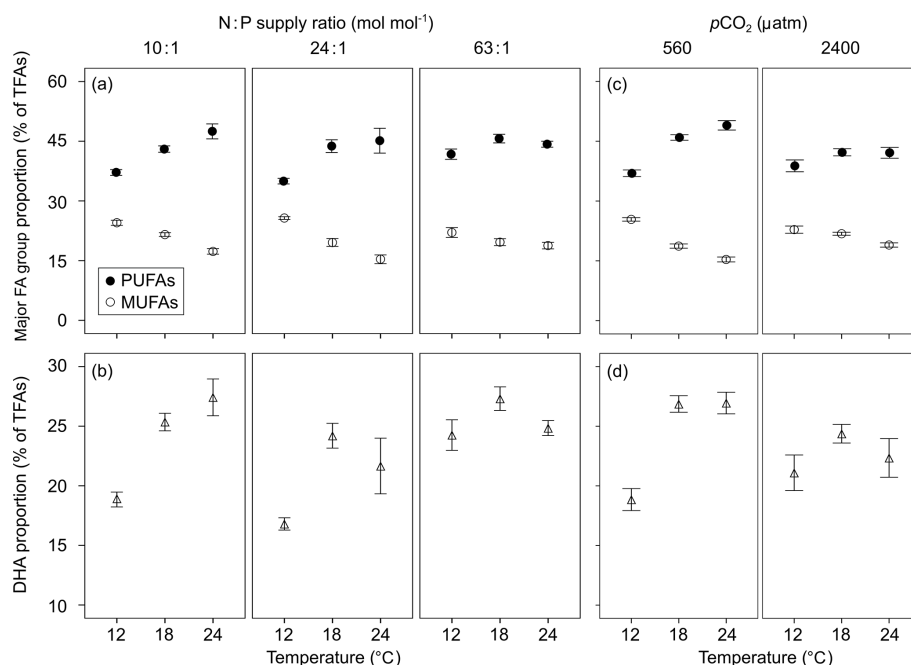 N:P supply ratio (mol mol⁻¹)
pCO₂ (µatm)
10:1 24:1 63:1 560 2400
Major FA group proportion (% of TFAs)
60
45
30
15
0
(a)
(c)
PUFAs
MUFAs
DHA proportion (% of TFAs)
30
25
20
15
10
(b)
(d)
12 18 24 12 18 24 12 18 24 12 18 24 12 18 24
Temperature (°C) Temperature (°C)